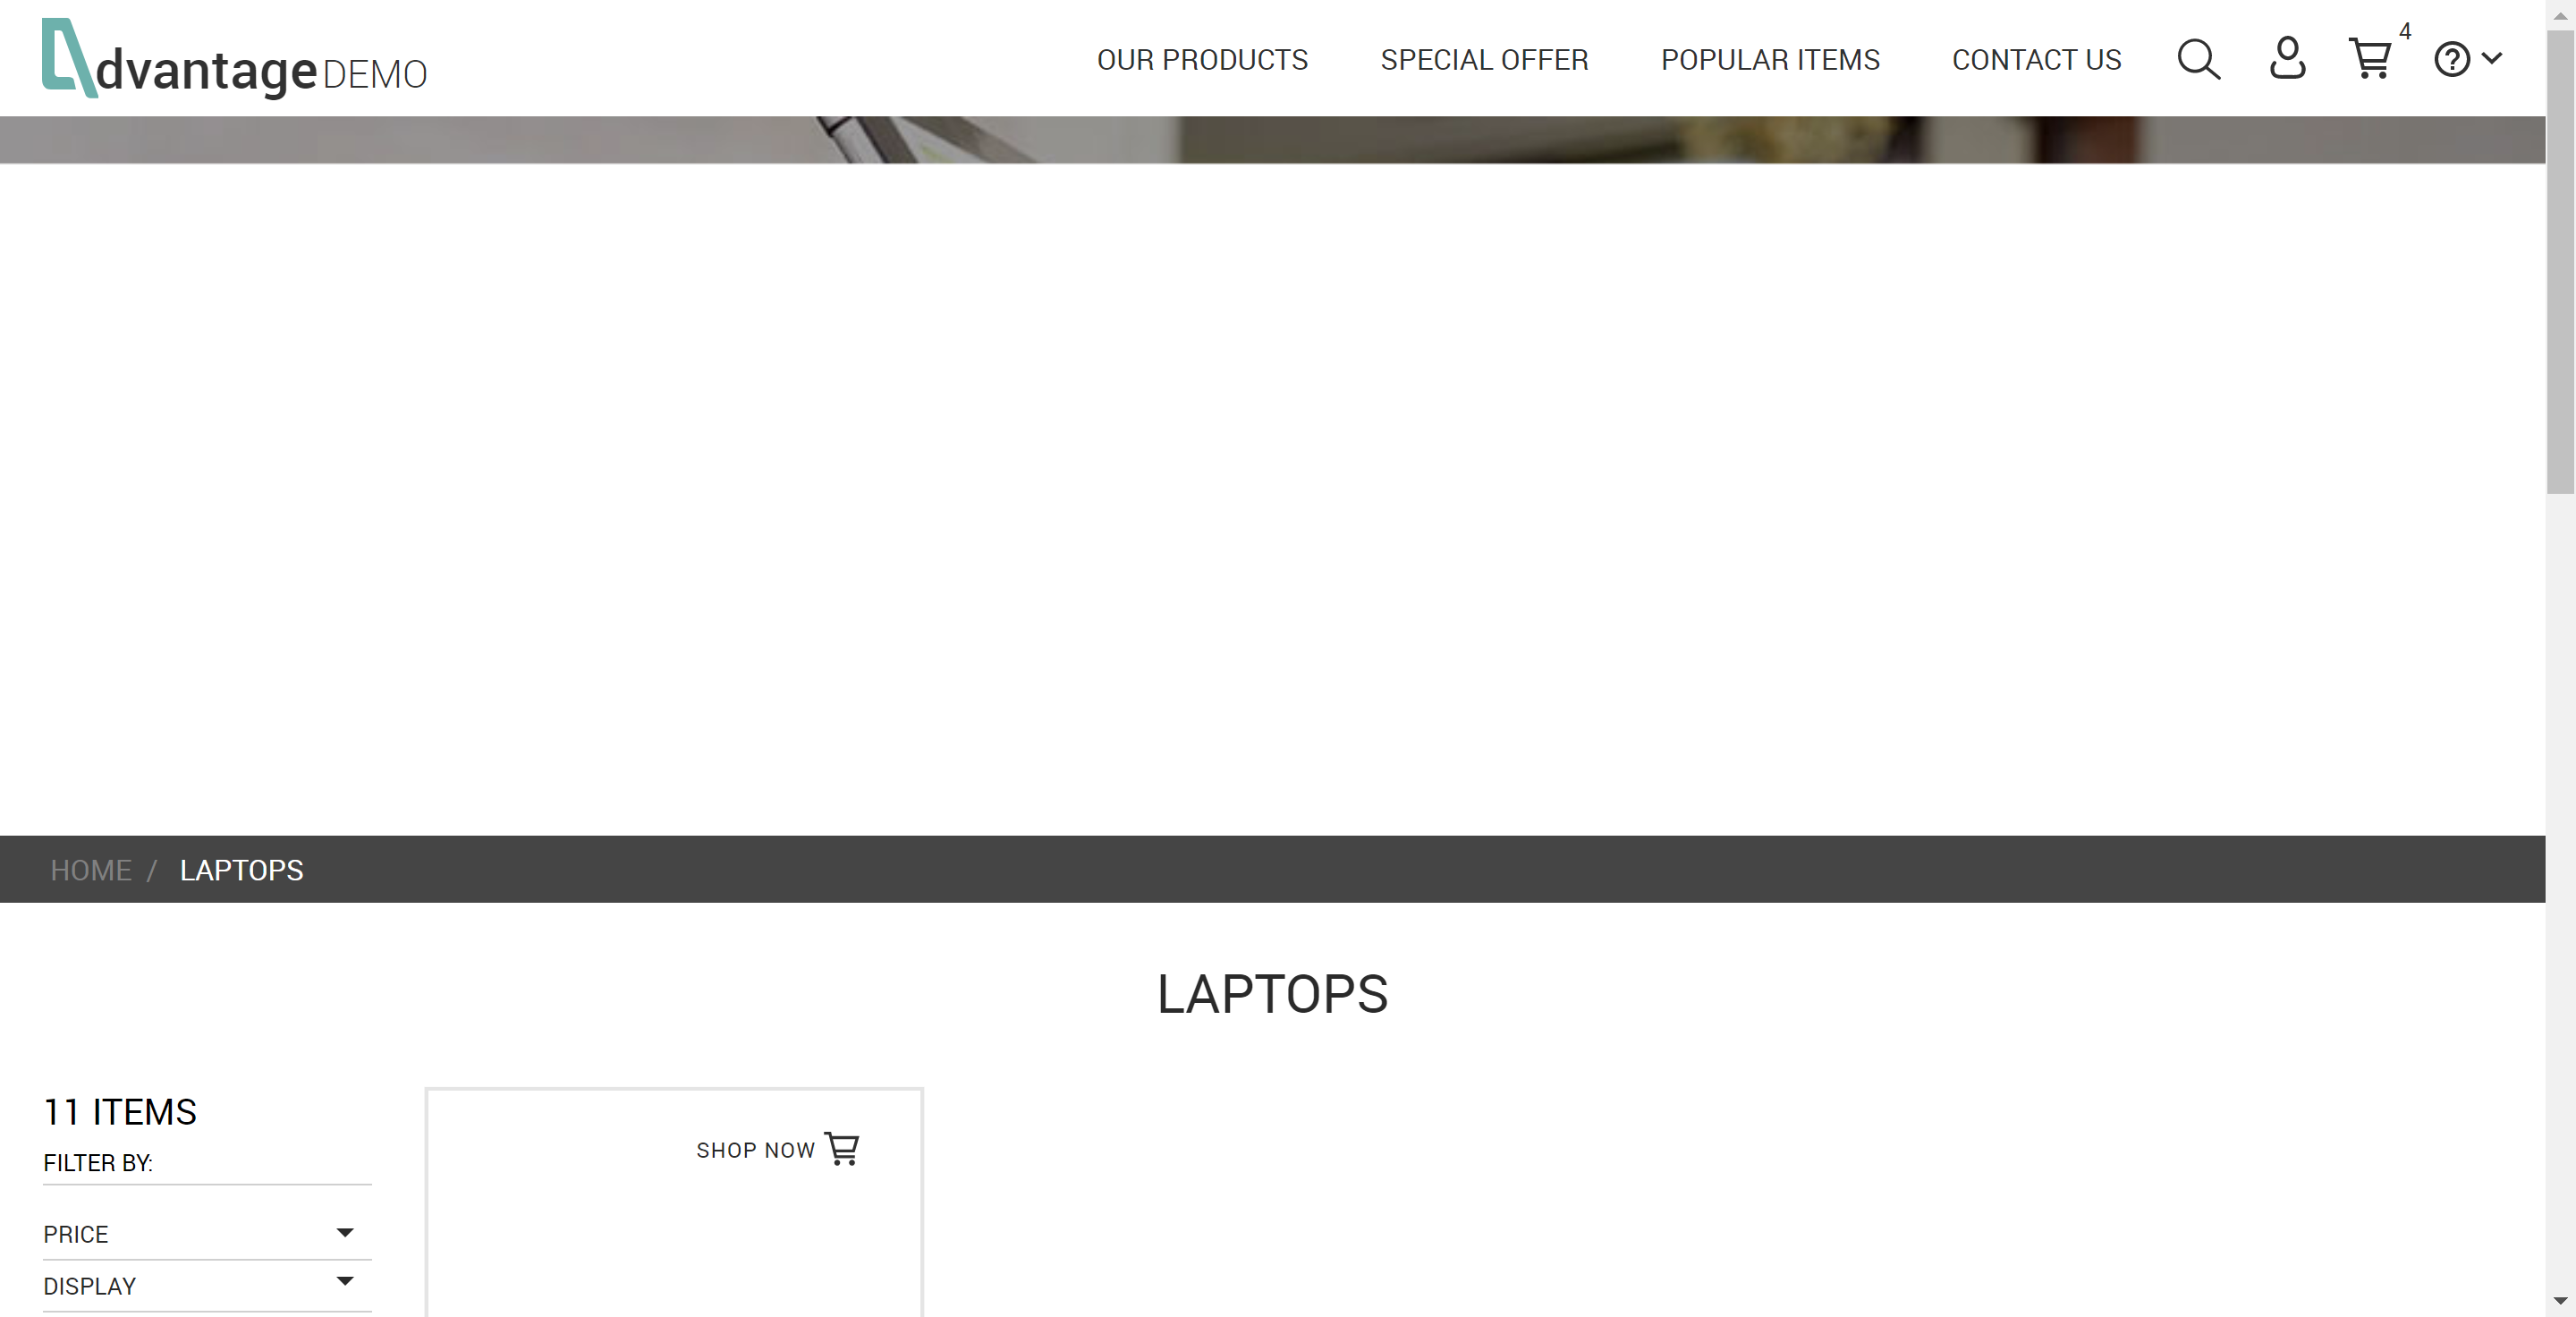 dvantage DEMO
OUR PRODUCTS SPECIAL OFFER POPULAR ITEMS CONTACT US 4
HOME / LAPTOPS
LAPTOPS
11 ITEMS
FILTER BY:
SHOP NOW
PRICE
DISPLAY